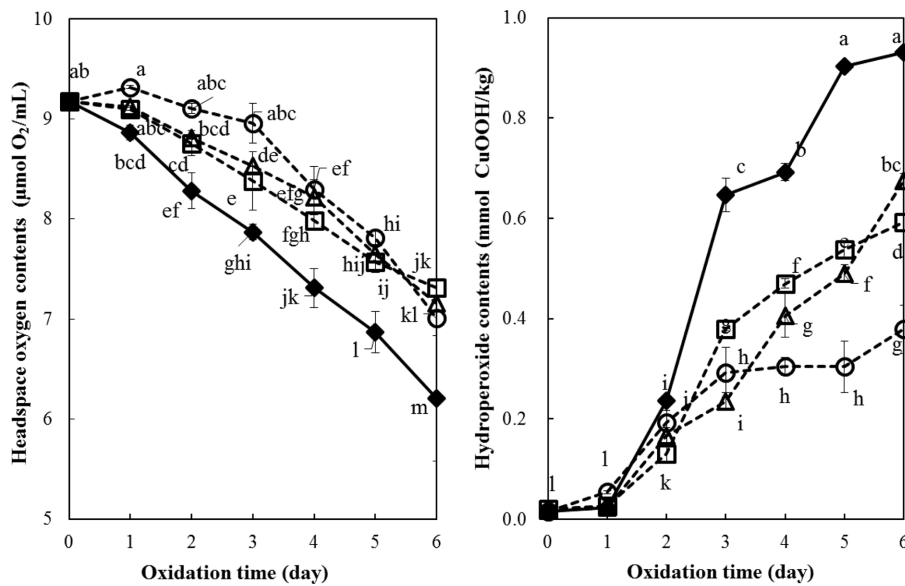 10
9
8
7
6
5
0 1 2 3 4 5 6
Headspace oxygen contents (µmol O₂/mL)
Oxidation time (day)
ab
a
abc
abc
abc
bcd
bcd
cd
de
ef
ef
e
efg
fgh
ghi
hi
hij
ij
jk
jk
kl
l
m
1.0
0.8
0.6
0.4
0.2
0.0
0 1 2 3 4 5 6
Hydroperoxide contents (mmol CuOOH/kg)
Oxidation time (day)
a
a
b
c
bc
d
e
f
f
g
g
g
h
h
h
i
i
j
k
l
l